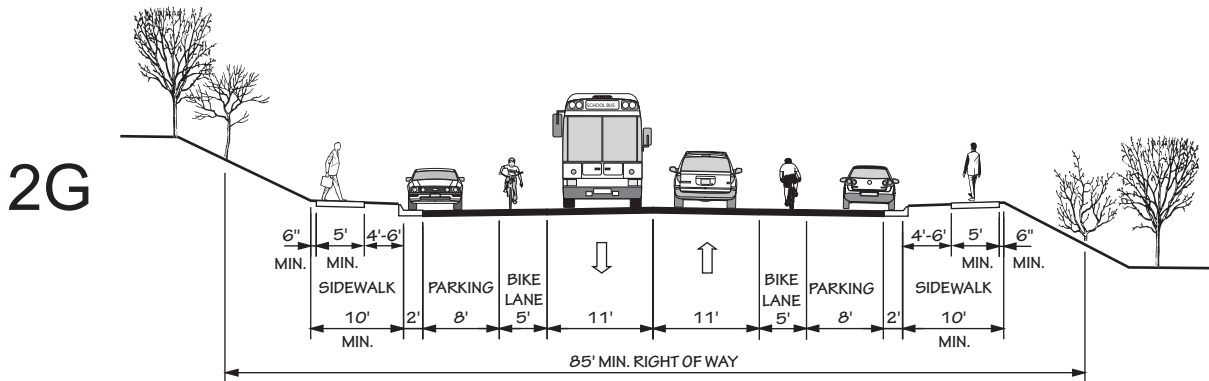 SCHOOL BUS
2G
6" 5' 4'-6' 4'-6' 5' 6"
MIN. MIN. MIN. MIN.
SIDEWALK PARKING BIKE LANE BIKE LANE PARKING SIDEWALK
10' 2' 8' 5' 11' 11' 5' 8' 2' 10'
MIN. MIN.
85' MIN. RIGHT OF WAY